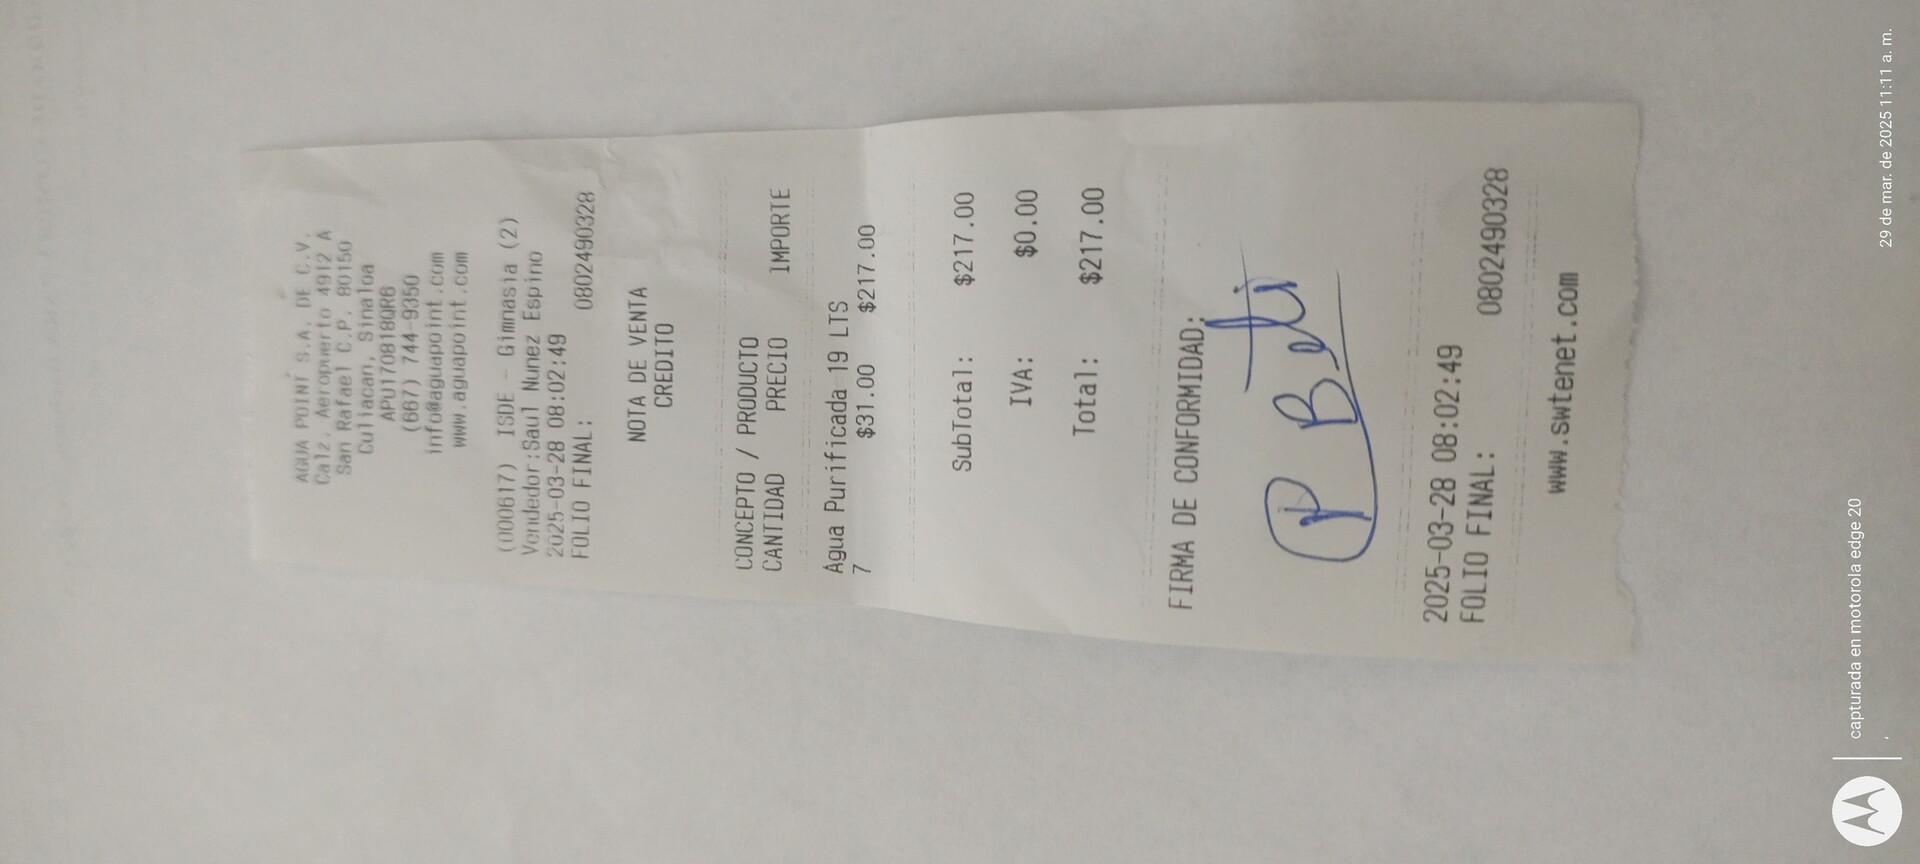 AGUA POINT S.A. DE C.V.
Calz. Aeropuerto 4912 A
San Rafael C.P. 80150
Culiacan, Sinaloa
APU170818QR6
(667) 744-9350
info@aguapoint.com
www.aguapoint.com
(000617) ISDE - Gimnasia (2)
Vendedor:Saul Nunez Espino
2025-03-28 08:02:49
FOLIO FINAL: 0802490328
NOTA DE VENTA
CREDITO
CONCEPTO / PRODUCTO
CANTIDAD PRECIO IMPORTE
Agua Purificada 19 LTS
7 $31.00 $217.00
SubTotal: $217.00
IVA: $0.00
Total: $217.00
FIRMA DE CONFORMIDAD:
P Beti
2025-03-28 08:02:49
FOLIO FINAL: 0802490328
www.swtenet.com
capturada en motorola edge 20
, 29 de mar. de 2025 11:11 a. m.